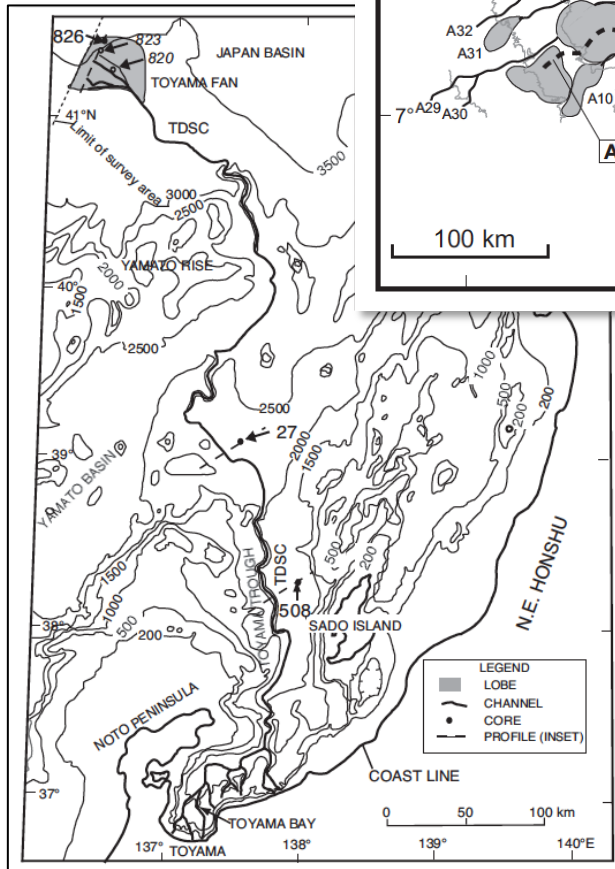 826
823
820
JAPAN BASIN
TOYAMA FAN
41°N
TDSC
Limit of survey area
3500
3000
2500
2000
1500
YAMATO RISE
40°
2500
1000
500
200
200
2500
2000
1500
27
39°
YAMATO BASIN
1500
1000
500
200
TOYAMA TROUGH
TDSC
500
200
508
SADO ISLAND
38°
N.E. HONSHU
NOTO PENINSULA
LEGEND
LOBE
CHANNEL
CORE
PROFILE (INSET)
COAST LINE
37°
TOYAMA BAY
0 50 100 km
137°
TOYAMA
138°
139°
140°E
A32
A31
7°
A29
A30
A10
A
100 km